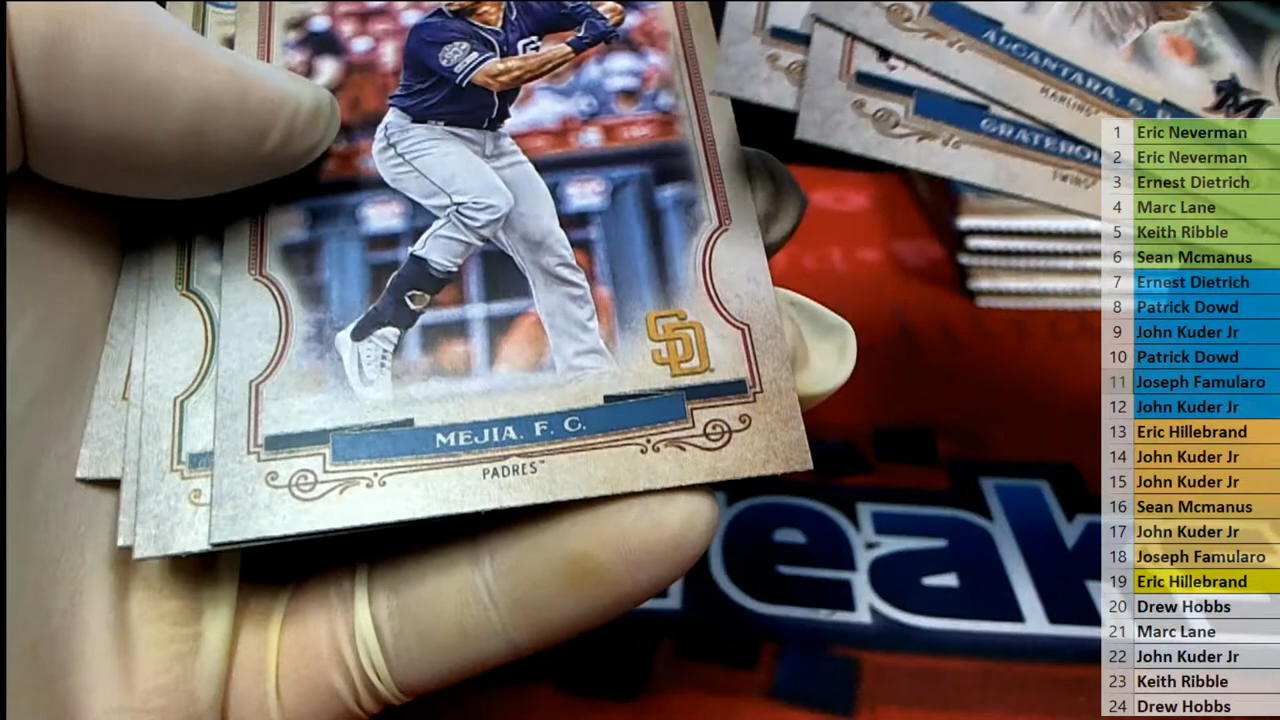 ALCANTARA, S.
MARLINS
GRATEROL
TWINS
SD
MEJIA, F. C.
PADRES™
reak
1 Eric Neverman
2 Eric Neverman
3 Ernest Dietrich
4 Marc Lane
5 Keith Ribble
6 Sean Mcmanus
7 Ernest Dietrich
8 Patrick Dowd
9 John Kuder Jr
10 Patrick Dowd
11 Joseph Famularo
12 John Kuder Jr
13 Eric Hillebrand
14 John Kuder Jr
15 John Kuder Jr
16 Sean Mcmanus
17 John Kuder Jr
18 Joseph Famularo
19 Eric Hillebrand
20 Drew Hobbs
21 Marc Lane
22 John Kuder Jr
23 Keith Ribble
24 Drew Hobbs